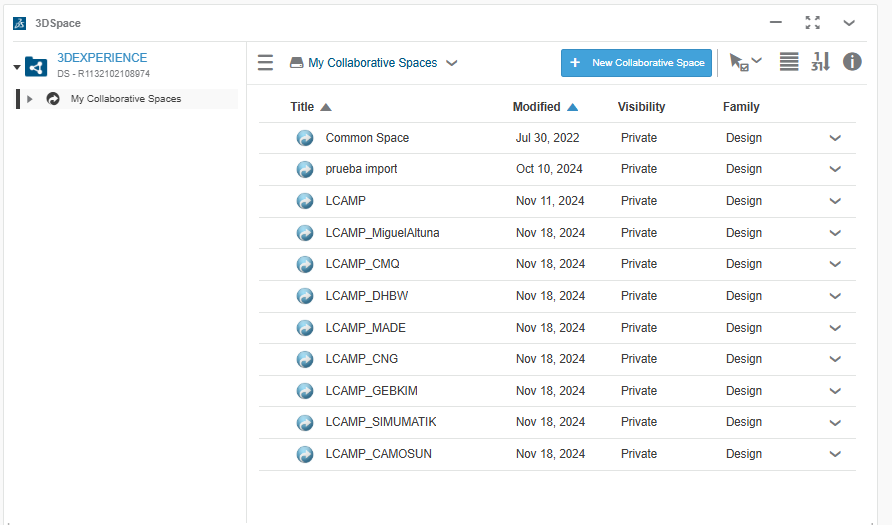 3DSpace
3DEXPERIENCE
DS - R1132102108974
My Collaborative Spaces
My Collaborative Spaces
+ New Collaborative Space
Title Modified Visibility Family
Common Space Jul 30, 2022 Private Design
prueba import Oct 10, 2024 Private Design
LCAMP Nov 11, 2024 Private Design
LCAMP_MiguelAltuna Nov 18, 2024 Private Design
LCAMP_CMQ Nov 18, 2024 Private Design
LCAMP_DHBW Nov 18, 2024 Private Design
LCAMP_MADE Nov 18, 2024 Private Design
LCAMP_CNG Nov 18, 2024 Private Design
LCAMP_GEBKIM Nov 18, 2024 Private Design
LCAMP_SIMUMATIK Nov 18, 2024 Private Design
LCAMP_CAMOSUN Nov 18, 2024 Private Design